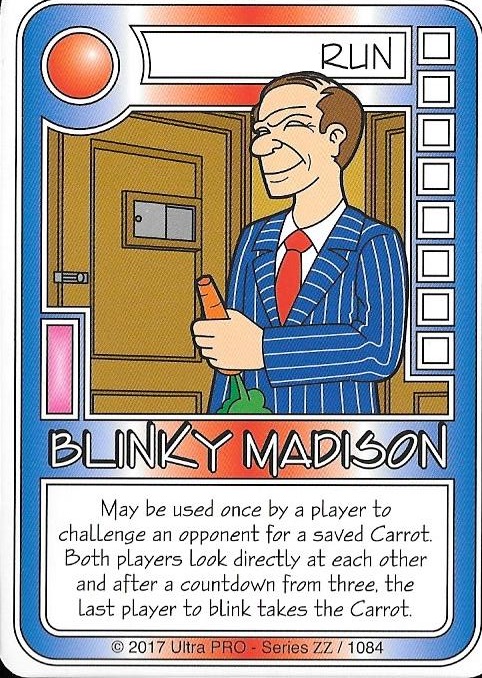 RUN
BLINKY MADISON
May be used once by a player to
challenge an opponent for a saved Carrot.
Both players look directly at each other
and after a countdown from three, the
last player to blink takes the Carrot.
© 2017 Ultra PRO - Series ZZ / 1084